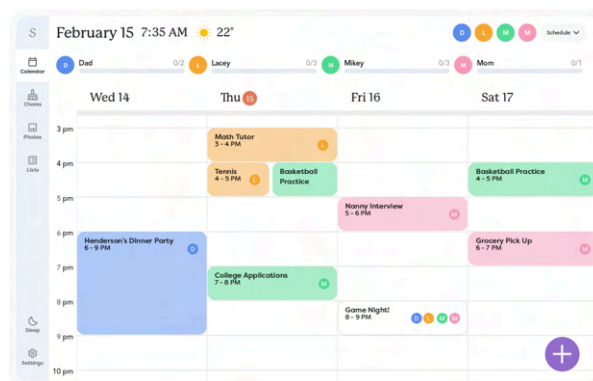 S
February 15 7:35 AM 22°
D L M M
Schedule
Calendar
D Dad 0/2
L Lacey 0/3
M Mikey 0/3
M Mom 0/1
Wed 14
Thu 15
Fri 16
Sat 17
Chores
Photos
Lists
Sleep
Settings
3 pm
4 pm
5 pm
6 pm
7 pm
8 pm
9 pm
10 pm
Henderson's Dinner Party
6 - 9 PM
D
Math Tutor
3 - 4 PM
L
Tennis
4 - 5 PM
L
Basketball
Practice
College Applications
7 - 8 PM
M
Nanny Interview
5 - 6 PM
M
Game Night!
8 - 9 PM
D L M M
Basketball Practice
4 - 5 PM
M
Grocery Pick Up
6 - 7 PM
M